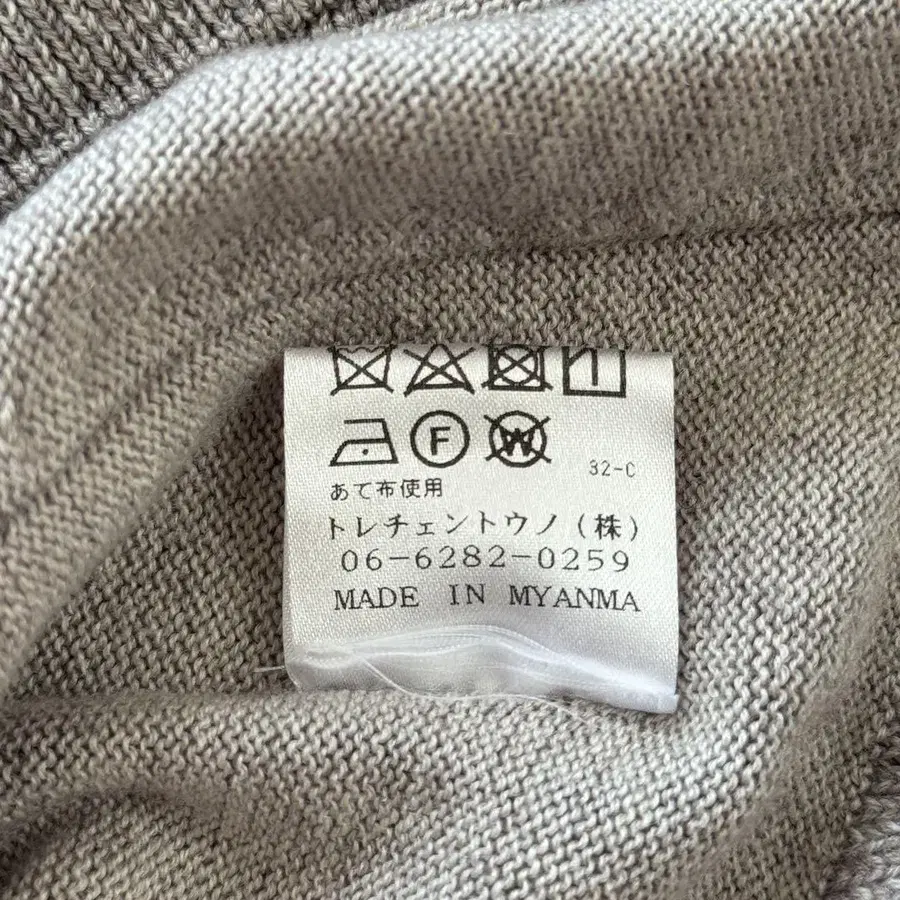 F W
32-C
あて布使用
トレチェントウノ(株)
06-6282-0259
MADE IN MYANMA